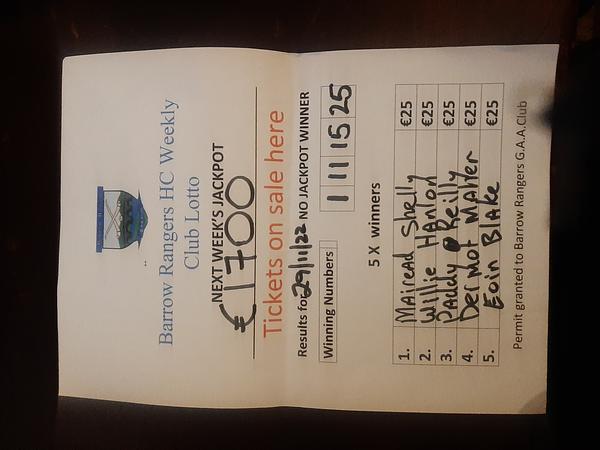 Barrow Rangers HC Weekly
Club Lotto
NEXT WEEK'S JACKPOT
€1700
Tickets on sale here
Results for 29/11/22 NO JACKPOT WINNER
Winning Numbers 1 11 15 25
5 X winners
1. Mairead Shelly €25
2. Willie Hanlon €25
3. Paddy O Reilly €25
4. Dermot Maher €25
5. Eoin Blake €25
Permit granted to Barrow Rangers G.A.A.Club